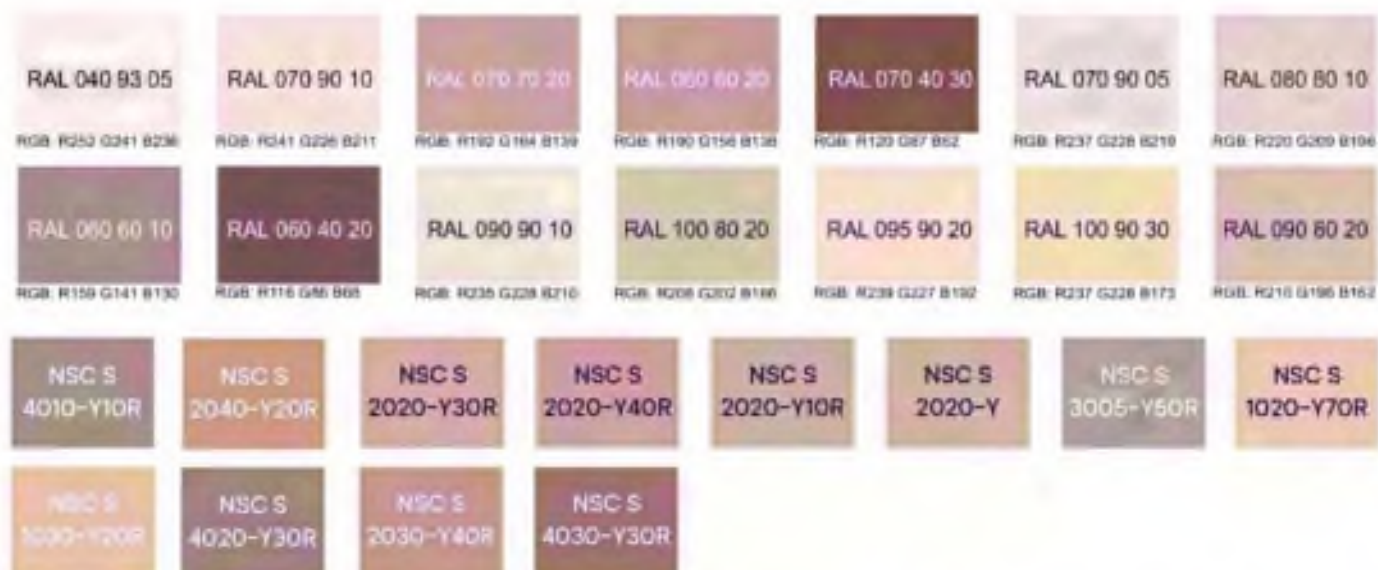 RAL 040 93 05 RAL 070 90 10 RAL 070 70 20 RAL 060 60 20 RAL 070 40 30 RAL 070 90 05 RAL 080 80 10
RGB: R252 G241 B236 RGB: R241 G226 B211 RGB: R192 G164 B139 RGB: R190 G156 B138 RGB: R120 G87 B62 RGB: R237 G228 B219 RGB: R220 G209 B196
RAL 060 60 10 RAL 060 40 20 RAL 090 90 10 RAL 100 80 20 RAL 095 90 20 RAL 100 90 30 RAL 090 80 20
RGB: R159 G141 B130 RGB: R116 G86 B68 RGB: R235 G228 B210 RGB: R208 G202 B166 RGB: R239 G227 B192 RGB: R237 G228 B173 RGB: R210 G196 B162
NSC S NSC S NSC S NSC S NSC S NSC S NSC S NSC S
4010-Y10R 2040-Y20R 2020-Y30R 2020-Y40R 2020-Y10R 2020-Y 3005-Y50R 1020-Y70R
NSC S NSC S NSC S NSC S
1030-Y20R 4020-Y30R 2030-Y40R 4030-Y30R